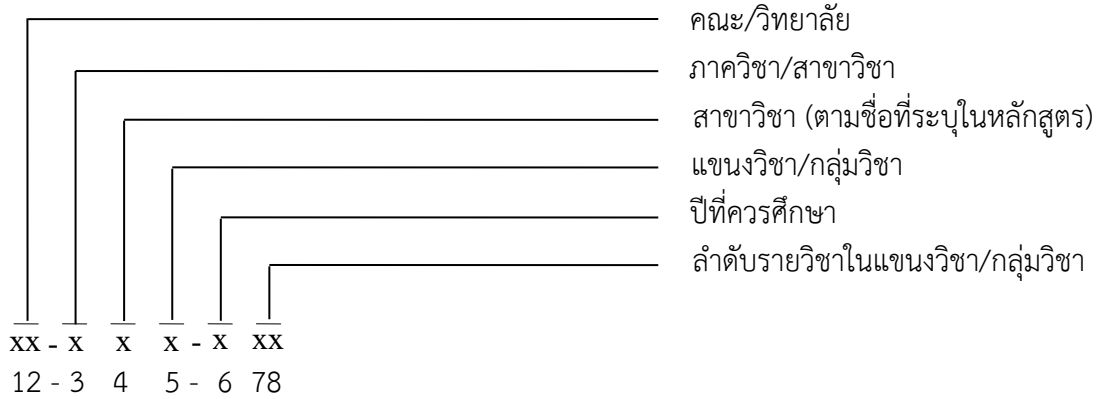 คณะ/วิทยาลัย
ภาควิชา/สาขาวิชา
สาขาวิชา (ตามชื่อที่ระบุในหลักสูตร)
แขนงวิชา/กลุ่มวิชา
ปีที่ควรศึกษา
ลำดับรายวิชาในแขนงวิชา/กลุ่มวิชา
xx - x x x - x xx
12 - 3 4 5 - 6 78